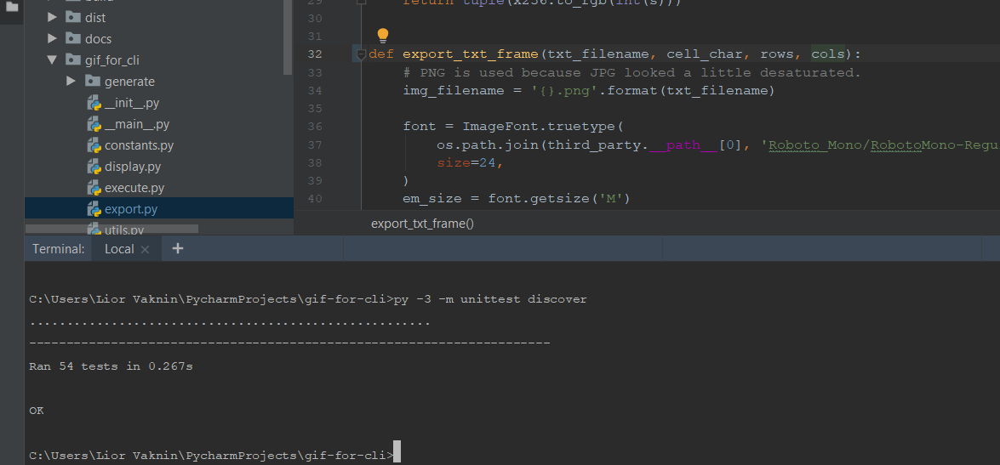 build
dist
docs
gif_for_cli
generate
__init__.py
__main__.py
constants.py
display.py
execute.py
export.py
utils.py
29 return tuple(x256.to_rgb(int(s)))
30
31
32 def export_txt_frame(txt_filename, cell_char, rows, cols):
33 # PNG is used because JPG looked a little desaturated.
34 img_filename = '{}.png'.format(txt_filename)
35
36 font = ImageFont.truetype(
37 os.path.join(third_party.__path__[0], 'Roboto_Mono/RobotoMono-Regu
38 size=24,
39 )
40 em_size = font.getsize('M')
export_txt_frame()
Terminal: Local × +
C:\Users\Lior Vaknin\PycharmProjects\gif-for-cli>py -3 -m unittest discover
......................................................
----------------------------------------------------------------------
Ran 54 tests in 0.267s
OK
C:\Users\Lior Vaknin\PycharmProjects\gif-for-cli>